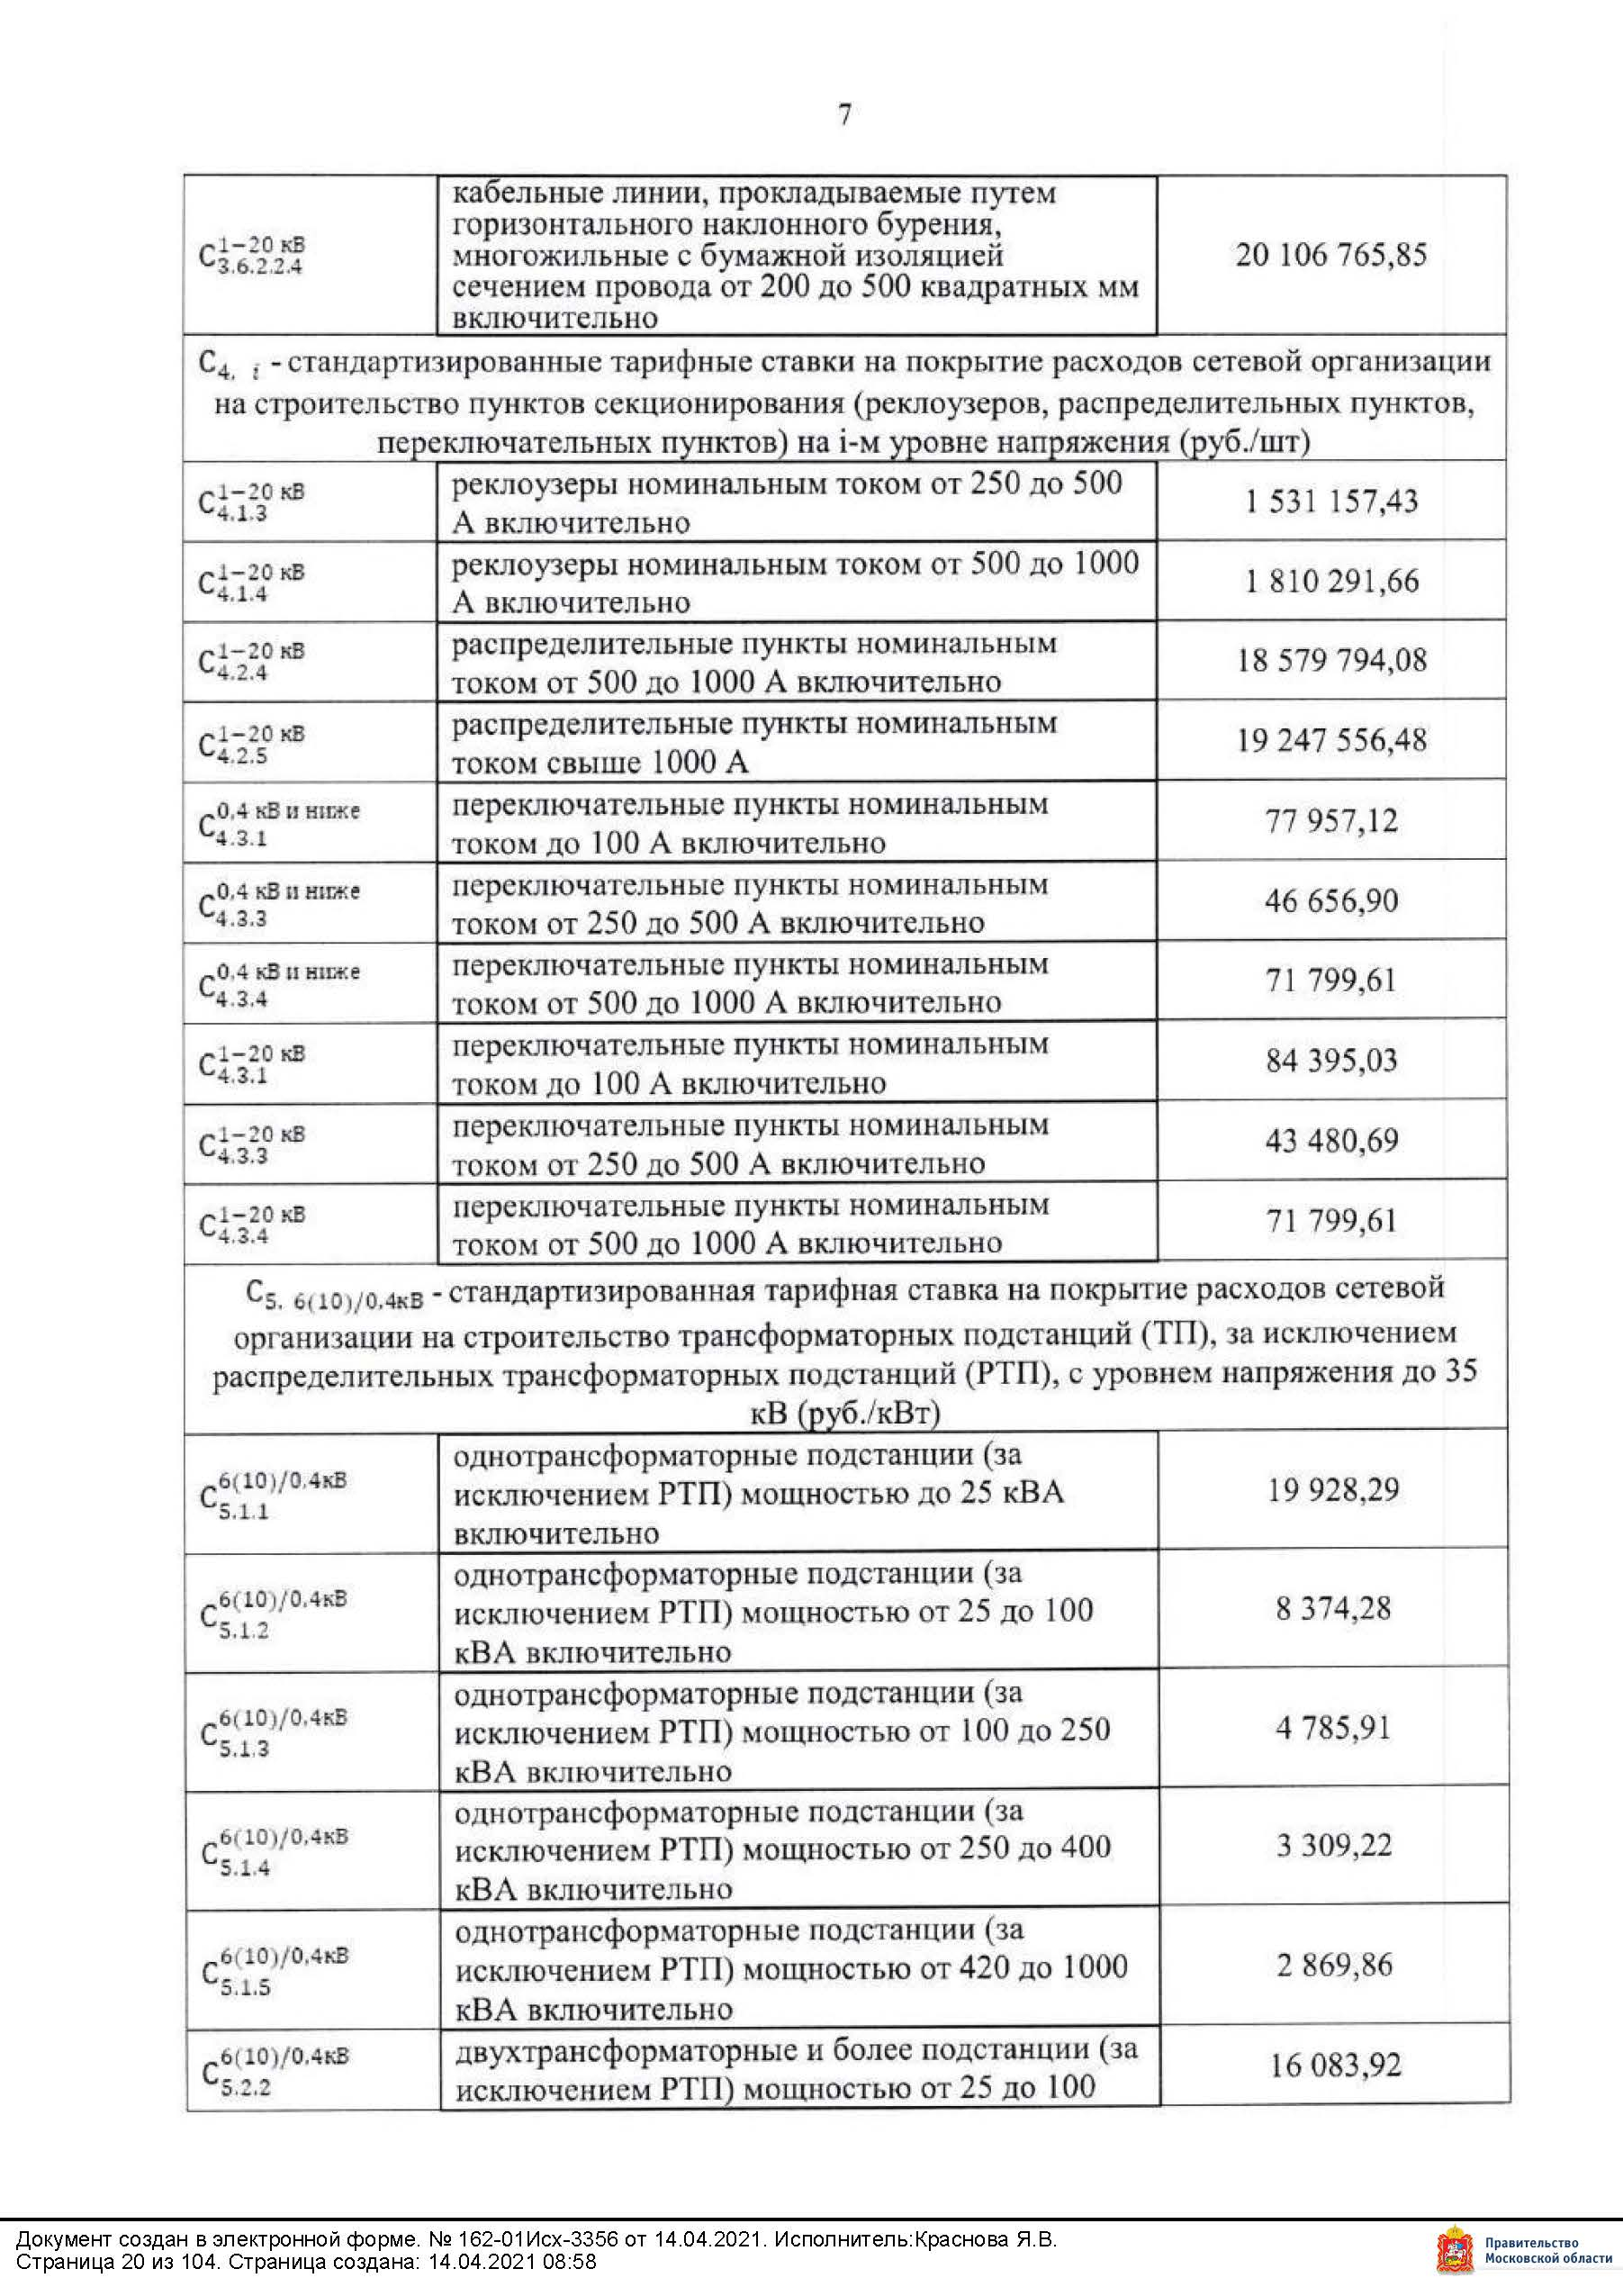 7
кабельные линии, прокладываемые путем
горизонтального наклонного бурения,
С 1−20 кВ 3.6.2.2.4 многожильные с бумажной изоляцией 20 106 765,85
сечением провода от 200 до 500 квадратных мм
включительно
С4, i - стандартизированные тарифные ставки на покрытие расходов сетевой организации
на строительство пунктов секционирования (реклоузеров, распределительных пунктов,
переключательных пунктов) на i-м уровне напряжения (руб./шт)
С 1−20 кВ 4.1.3 реклоузеры номинальным током от 250 до 500 1 531 157,43
А включительно
С 1−20 кВ 4.1.4 реклоузеры номинальным током от 500 до 1000 1 810 291,66
А включительно
С 1−20 кВ 4.2.4 распределительные пункты номинальным 18 579 794,08
током от 500 до 1000 А включительно
С 1−20 кВ 4.2.5 распределительные пункты номинальным 19 247 556,48
током свыше 1000 А
С 0,4 кВ и ниже 4.3.1 переключательные пункты номинальным 77 957,12
током до 100 А включительно
С 0,4 кВ и ниже 4.3.3 переключательные пункты номинальным 46 656,90
током от 250 до 500 А включительно
С 0,4 кВ и ниже 4.3.4 переключательные пункты номинальным 71 799,61
током от 500 до 1000 А включительно
С 1−20 кВ 4.3.1 переключательные пункты номинальным 84 395,03
током до 100 А включительно
С 1−20 кВ 4.3.3 переключательные пункты номинальным 43 480,69
током от 250 до 500 А включительно
С 1−20 кВ 4.3.4 переключательные пункты номинальным 71 799,61
током от 500 до 1000 А включительно
С5, 6(10)/0,4кВ - стандартизированная тарифная ставка на покрытие расходов сетевой
организации на строительство трансформаторных подстанций (ТП), за исключением
распределительных трансформаторных подстанций (РТП), с уровнем напряжения до 35
кВ (руб./кВт)
однотрансформаторные подстанции (за
С 6(10)/0,4кВ 5.1.1 исключением РТП) мощностью до 25 кВА 19 928,29
включительно
однотрансформаторные подстанции (за
С 6(10)/0,4кВ 5.1.2 исключением РТП) мощностью от 25 до 100 8 374,28
кВА включительно
однотрансформаторные подстанции (за
С 6(10)/0,4кВ 5.1.3 исключением РТП) мощностью от 100 до 250 4 785,91
кВА включительно
однотрансформаторные подстанции (за
С 6(10)/0,4кВ 5.1.4 исключением РТП) мощностью от 250 до 400 3 309,22
кВА включительно
однотрансформаторные подстанции (за
С 6(10)/0,4кВ 5.1.5 исключением РТП) мощностью от 420 до 1000 2 869,86
кВА включительно
С 6(10)/0,4кВ 5.2.2 двухтрансформаторные и более подстанции (за 16 083,92
исключением РТП) мощностью от 25 до 100
Документ создан в электронной форме. № 162-01Исх-3356 от 14.04.2021. Исполнитель:Краснова Я.В.
Страница 20 из 104. Страница создана: 14.04.2021 08:58
Правительство
Московской области